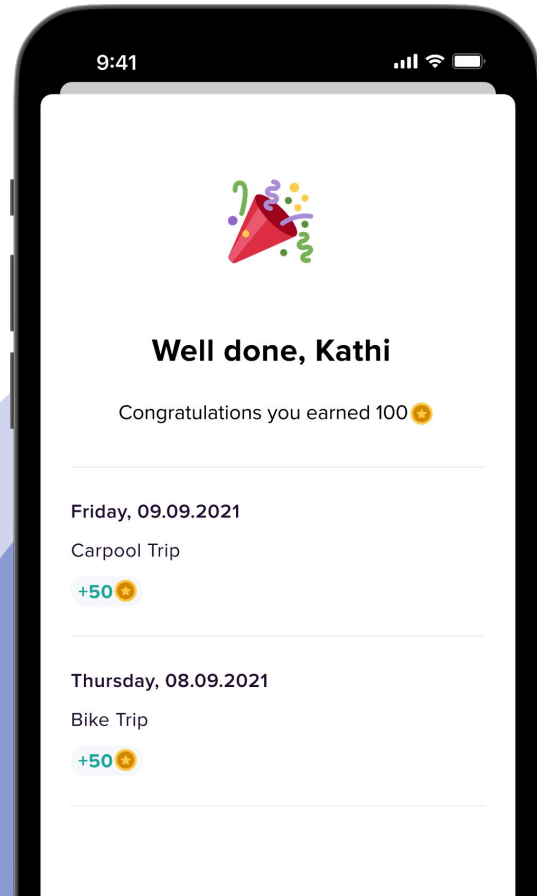 9:41
Well done, Kathi
Congratulations you earned 100
Friday, 09.09.2021
Carpool Trip
+50
Thursday, 08.09.2021
Bike Trip
+50